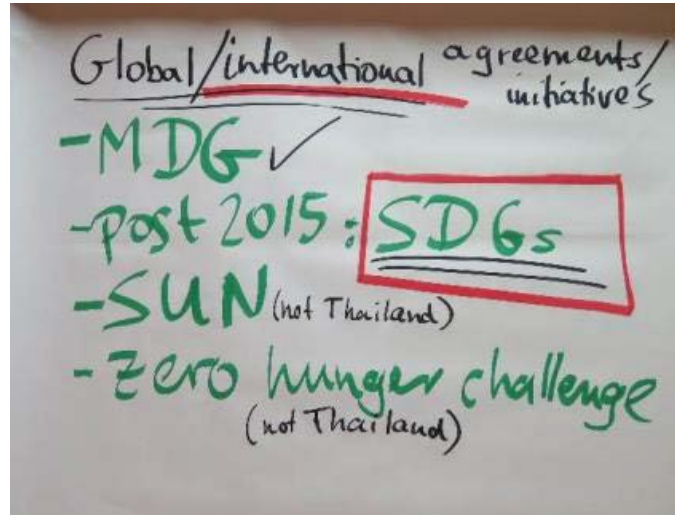 Global/international agreements/
initiatives
-MDG✓
-post 2015: SDGs
-SUN (not Thailand)
-Zero hunger challenge
(not Thailand)